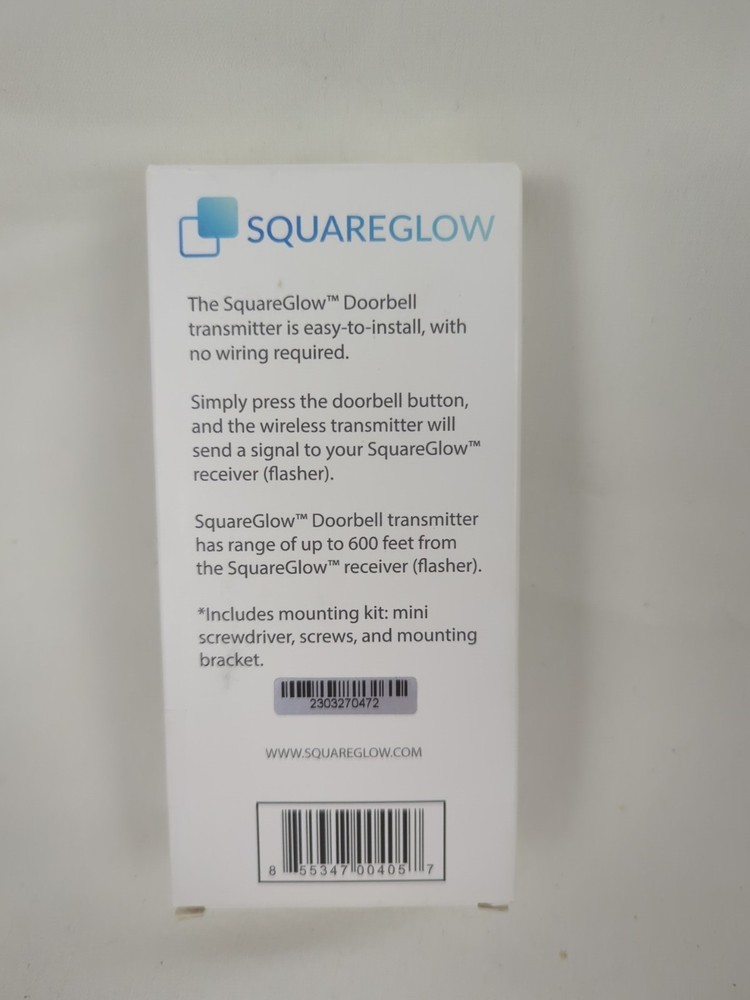 SQUAREGLOW
The SquareGlow™ Doorbell
transmitter is easy-to-install, with
no wiring required.
Simply press the doorbell button,
and the wireless transmitter will
send a signal to your SquareGlow™
receiver (flasher).
SquareGlow™ Doorbell transmitter
has range of up to 600 feet from
the SquareGlow™ receiver (flasher).
*Includes mounting kit: mini
screwdriver, screws, and mounting
bracket.
2303270472
WWW.SQUAREGLOW.COM
8 55347 00405 7